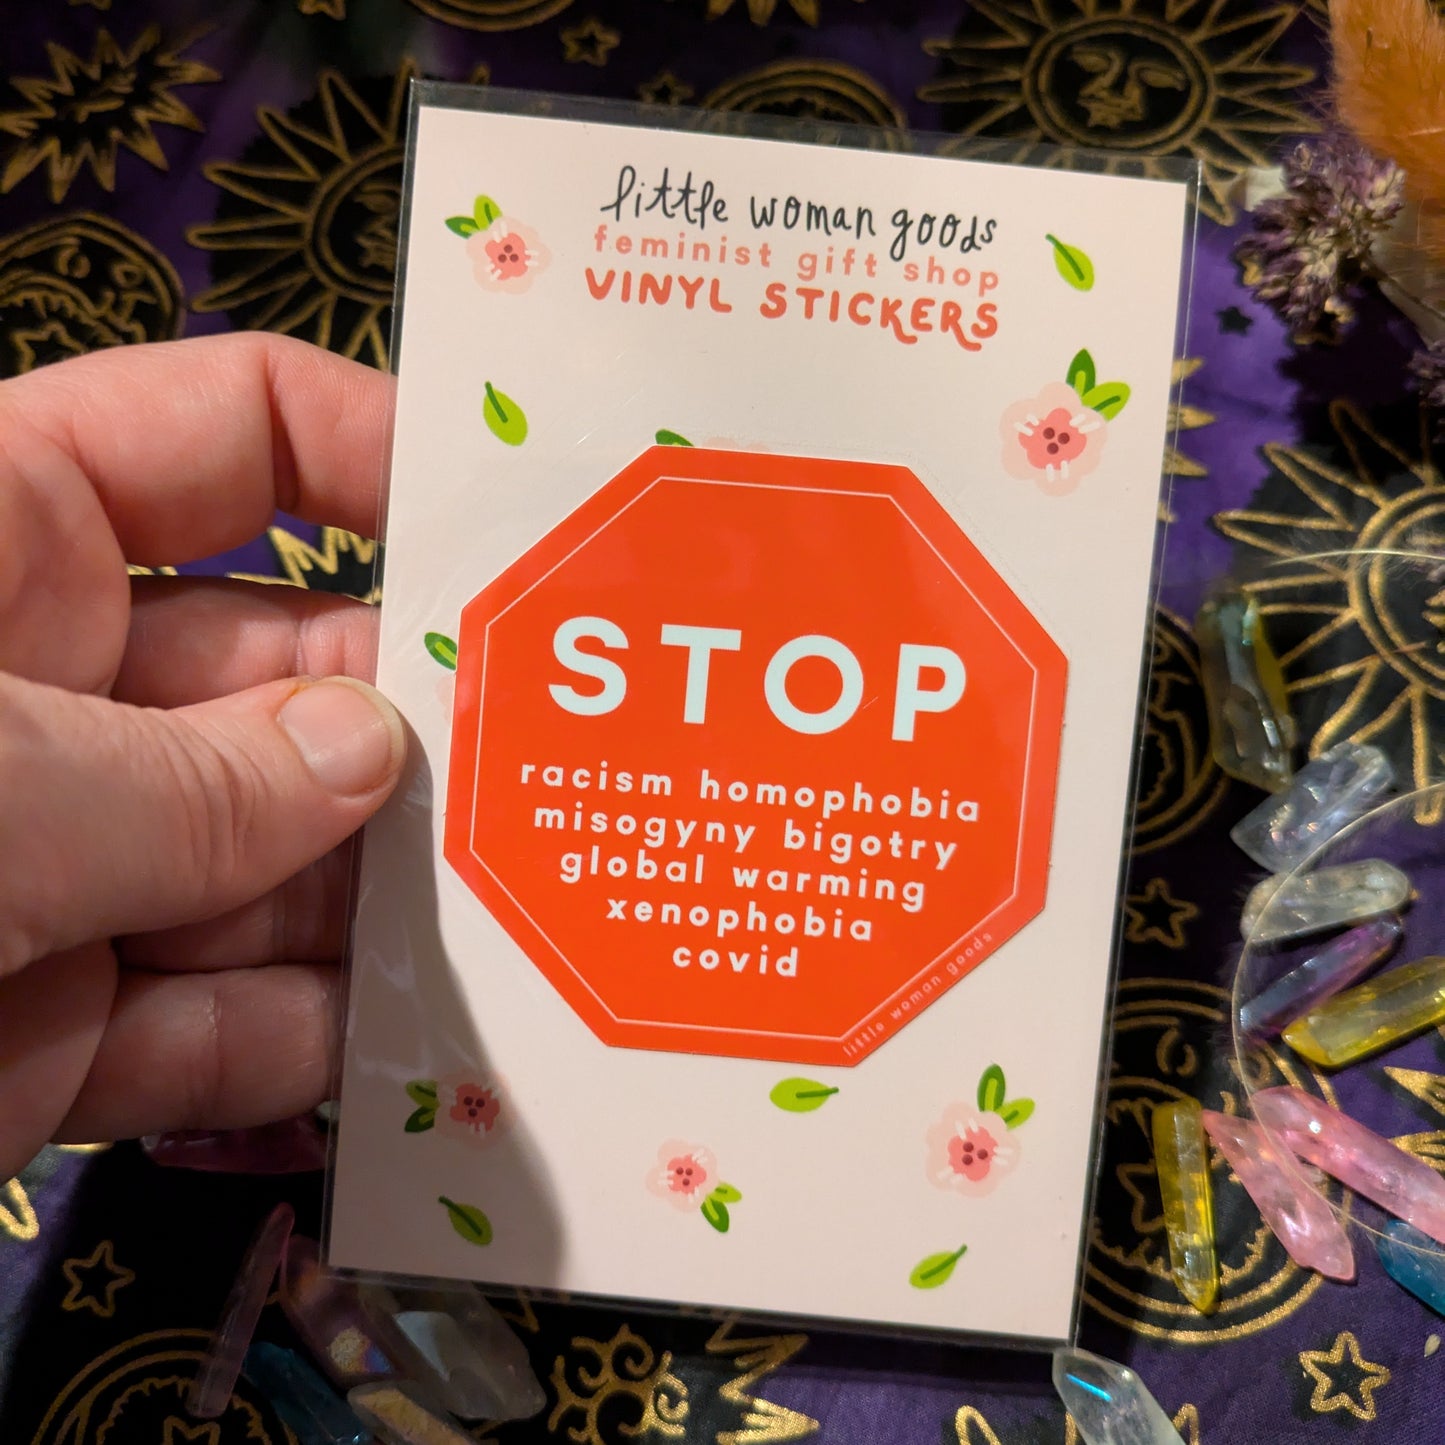 little woman goods
feminist gift shop
VINYL STICKERS
STOP
racism homophobia
misogyny bigotry
global warming
xenophobia
covid
little woman goods